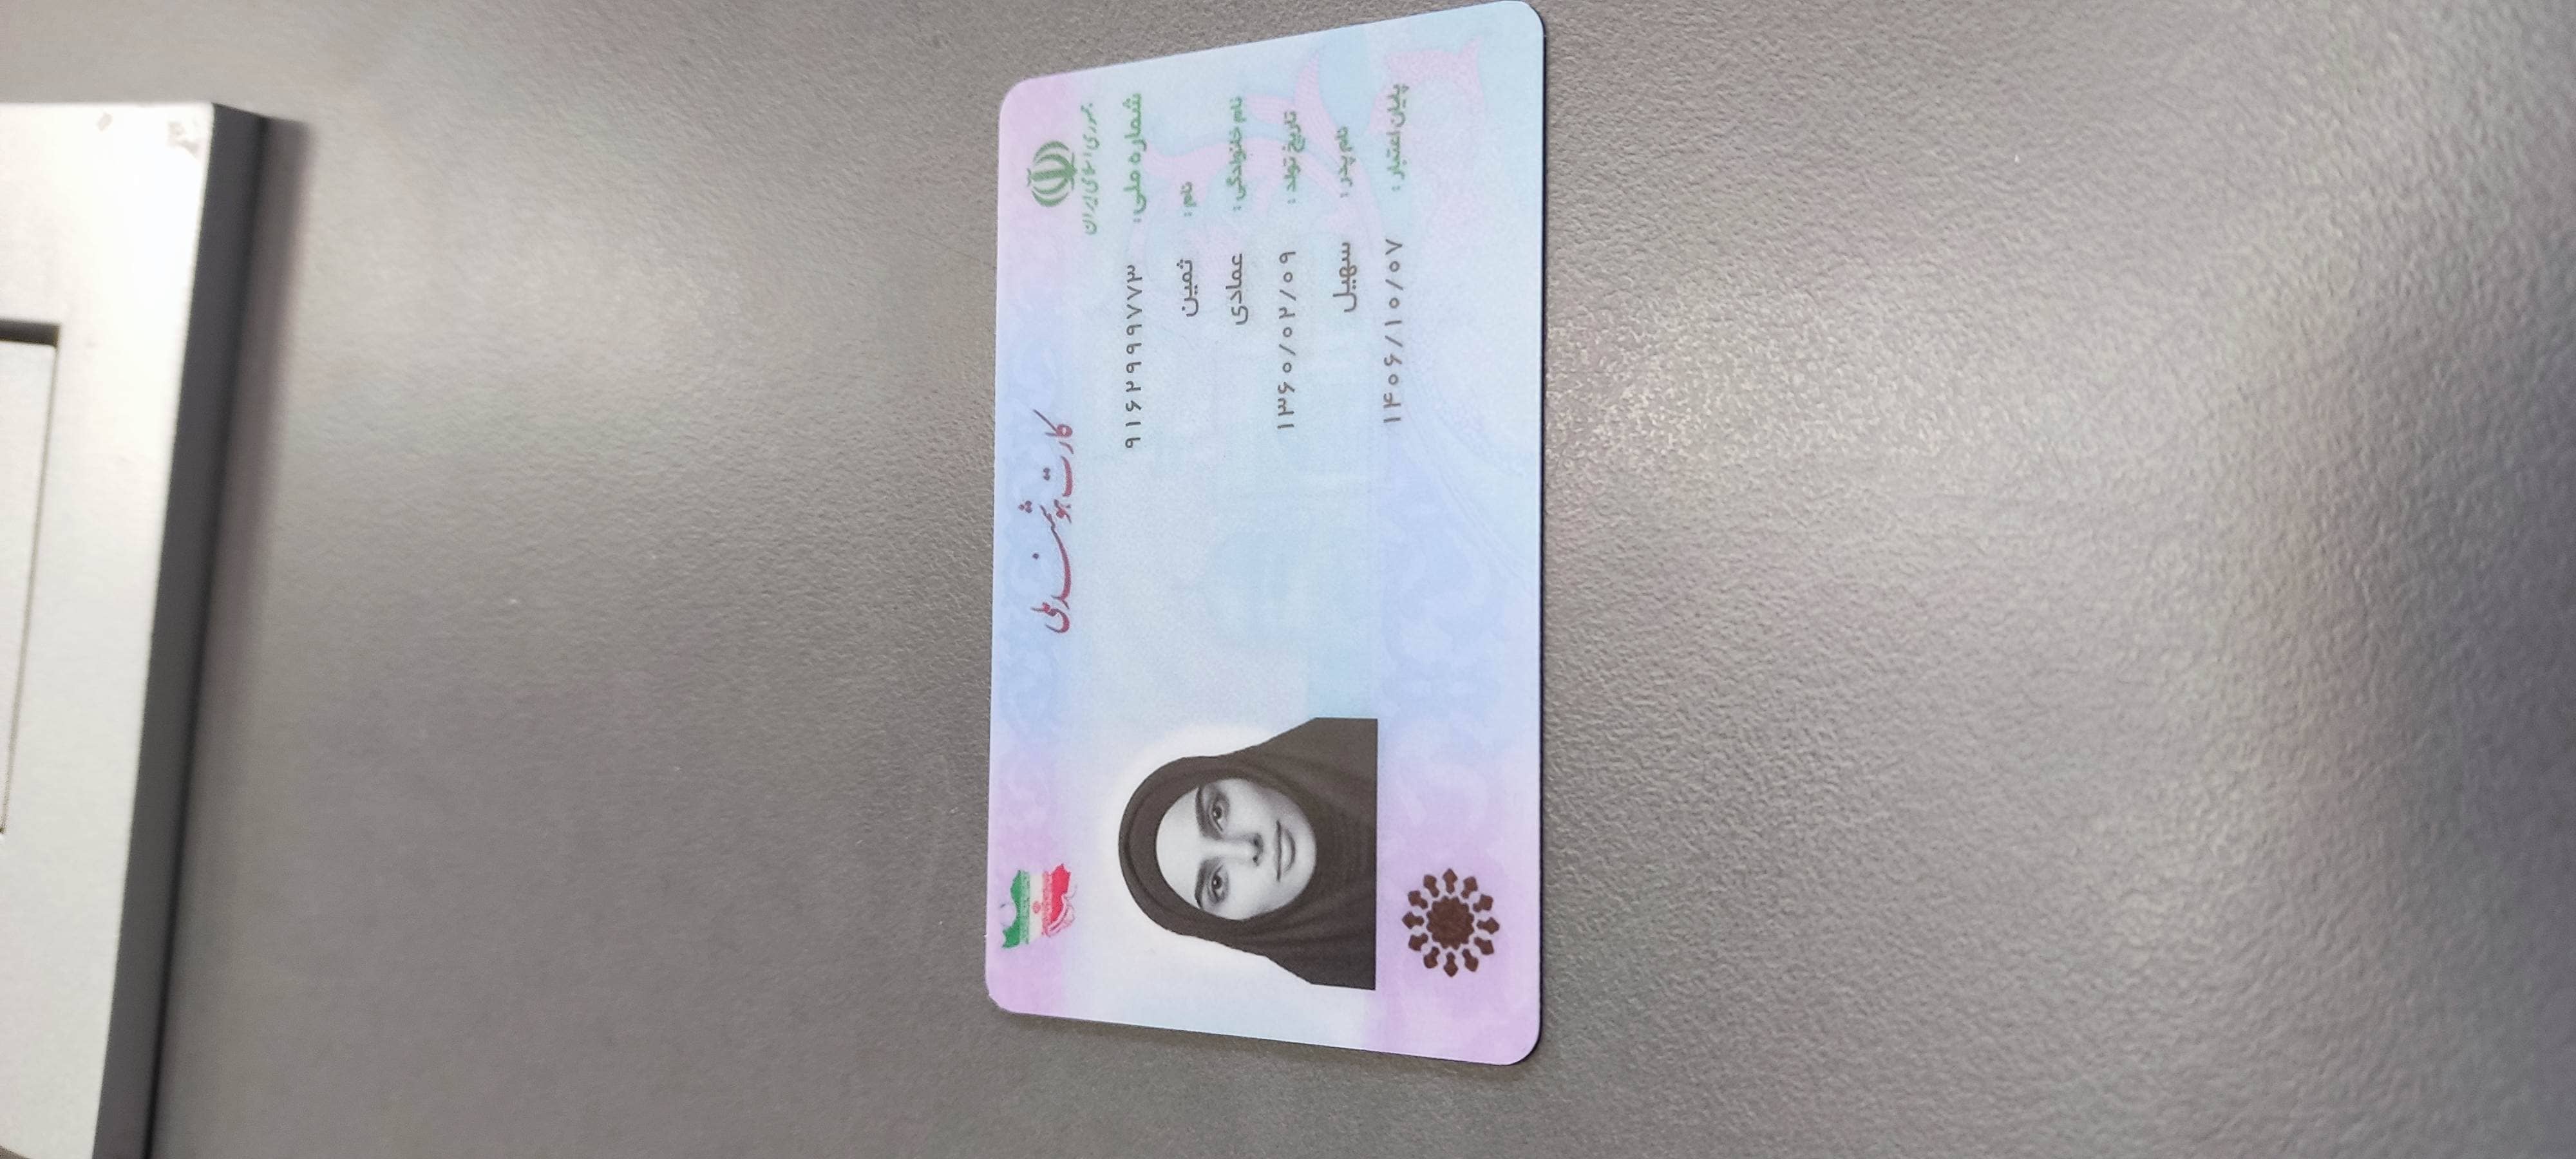 جمهوری اسلامی ایران
کارت هوشمند ملی
شماره ملی: ۹۱۶۲۹۹۹۷۷۳
نام: ثمین
نام خانوادگی: عمادی
تاریخ تولد: ۱۳۶۰/۰۲/۰۹
نام پدر: سهیل
پایان اعتبار: ۱۴۰۶/۱۰/۰۷